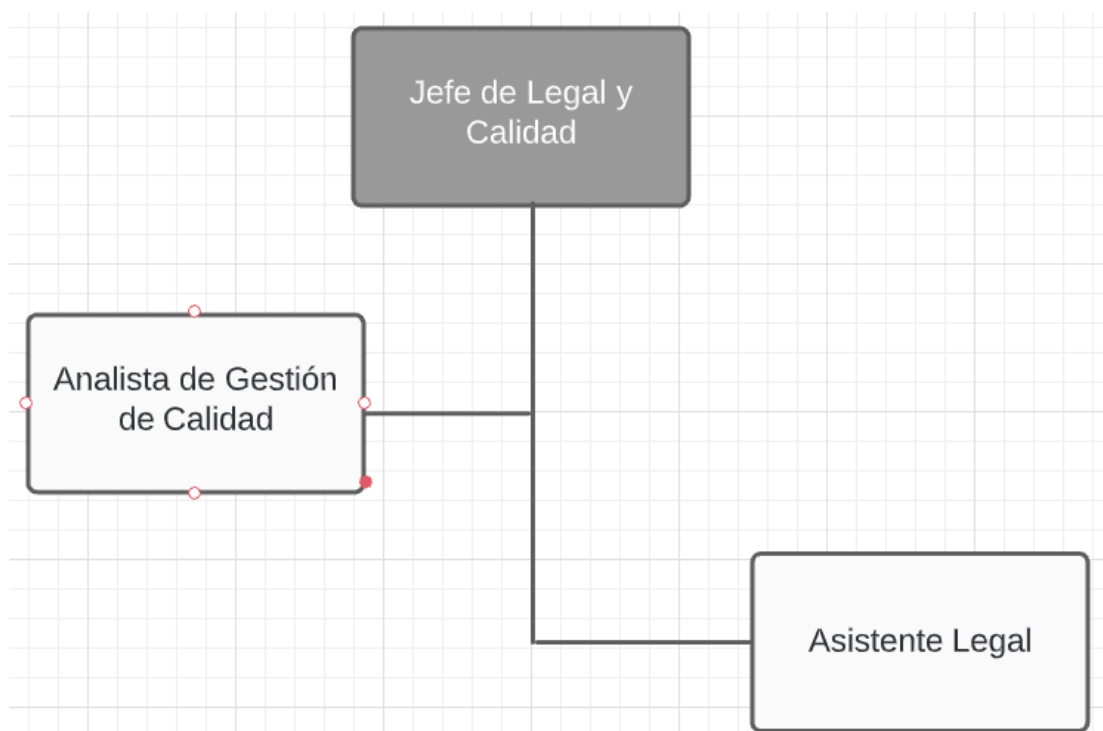 Jefe de Legal y
Calidad
Analista de Gestión
de Calidad
Asistente Legal